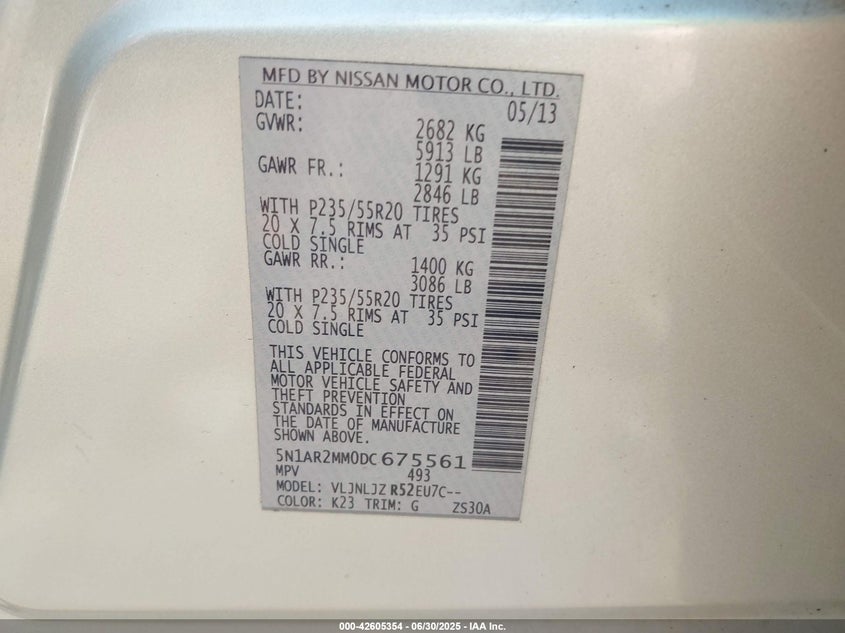 MFD BY NISSAN MOTOR CO., LTD.
DATE: 05/13
GVWR: 2682 KG
5913 LB
GAWR FR.: 1291 KG
2846 LB
WITH P235/55R20 TIRES
20 X 7.5 RIMS AT 35 PSI
COLD SINGLE
GAWR RR.: 1400 KG
3086 LB
WITH P235/55R20 TIRES
20 X 7.5 RIMS AT 35 PSI
COLD SINGLE
THIS VEHICLE CONFORMS TO
ALL APPLICABLE FEDERAL
MOTOR VEHICLE SAFETY AND
THEFT PREVENTION
STANDARDS IN EFFECT ON
THE DATE OF MANUFACTURE
SHOWN ABOVE.
5N1AR2MM0DC675561
MPV 493
MODEL: VLJNLJZ R52EU7C--
COLOR: K23 TRIM: G ZS30A
000-42605354 - 06/30/2025 - IAA Inc.